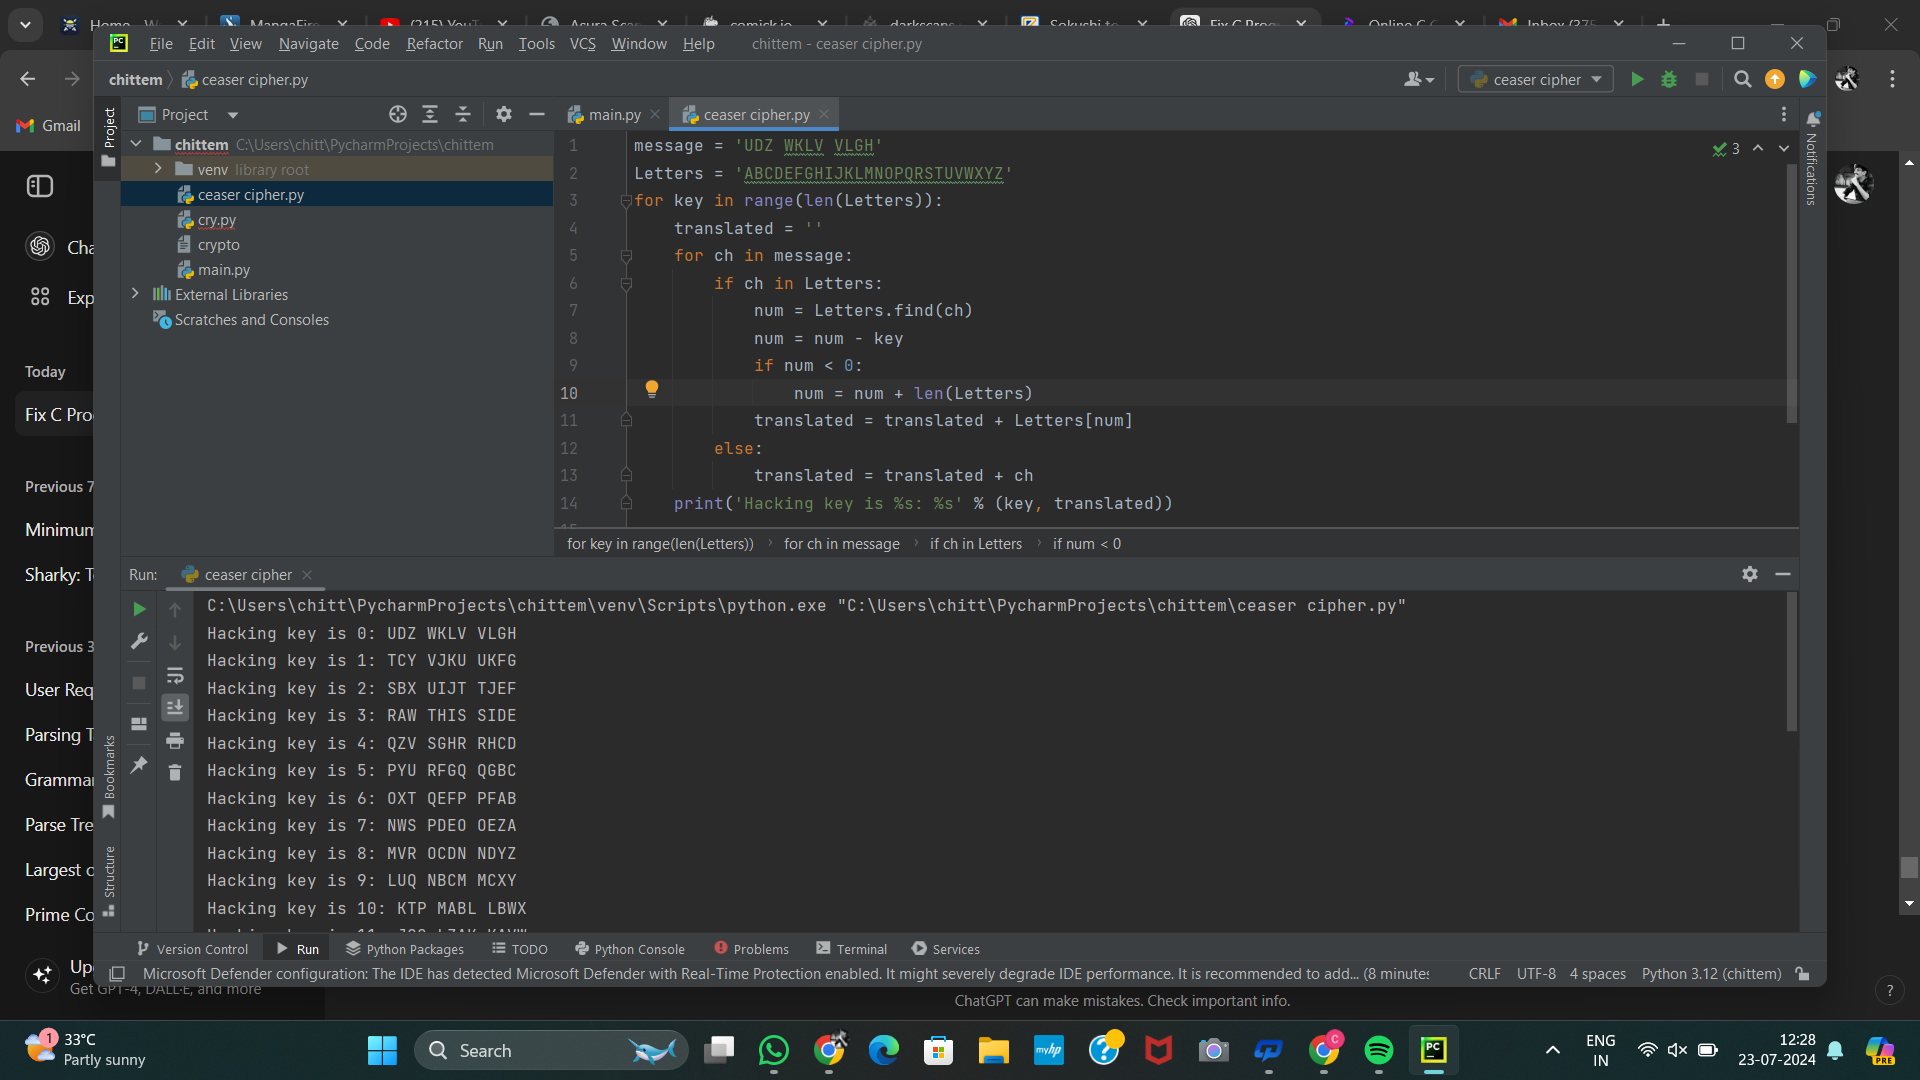 MangaFire
(215) YouT
Asura Scan
comick.io
darkscans
Online C C
Inbox (375
File Edit View Navigate Code Refactor Run Tools VCS Window Help chittem - ceaser cipher.py
chittem ceaser cipher.py
ceaser cipher
Gmail
Project
Project
main.py
ceaser cipher.py
Notifications
chittem C:\Users\chitt\PycharmProjects\chittem
venv library root
ceaser cipher.py
cry.py
crypto
main.py
External Libraries
Scratches and Consoles
1 message = 'UDZ WKLV VLGH'
2 Letters = 'ABCDEFGHIJKLMNOPQRSTUVWXYZ'
3 for key in range(len(Letters)):
4 translated = ''
5 for ch in message:
6 if ch in Letters:
7 num = Letters.find(ch)
8 num = num - key
9 if num < 0:
10 num = num + len(Letters)
11 translated = translated + Letters[num]
12 else:
13 translated = translated + ch
14 print('Hacking key is %s: %s' % (key, translated))
3
for key in range(len(Letters)) for ch in message if ch in Letters if num < 0
Cha
Exp
Today
Fix C Pro
Previous 7
Minimum
Sharky: T
Previous 3
User Req
Parsing T
Gramma
Parse Tre
Largest o
Prime Co
Up
Get GPT-4, DALL·E, and more
Run: ceaser cipher
C:\Users\chitt\PycharmProjects\chittem\venv\Scripts\python.exe "C:\Users\chitt\PycharmProjects\chittem\ceaser cipher.py"
Hacking key is 0: UDZ WKLV VLGH
Hacking key is 1: TCY VJKU UKFG
Hacking key is 2: SBX UIJT TJEF
Hacking key is 3: RAW THIS SIDE
Hacking key is 4: QZV SGHR RHCD
Hacking key is 5: PYU RFGQ QGBC
Hacking key is 6: OXT QEFP PFAB
Hacking key is 7: NWS PDEO OEZA
Hacking key is 8: MVR OCDN NDYZ
Hacking key is 9: LUQ NBCM MCXY
Hacking key is 10: KTP MABL LBWX
Bookmarks
Structure
Version Control Run Python Packages TODO Python Console Problems Terminal Services
Microsoft Defender configuration: The IDE has detected Microsoft Defender with Real-Time Protection enabled. It might severely degrade IDE performance. It is recommended to add... (8 minutes
CRLF UTF-8 4 spaces Python 3.12 (chittem)
ChatGPT can make mistakes. Check important info.
?
1
33°C
Partly sunny
Search
myhp
PC
ENG
IN
12:28
23-07-2024
PRE